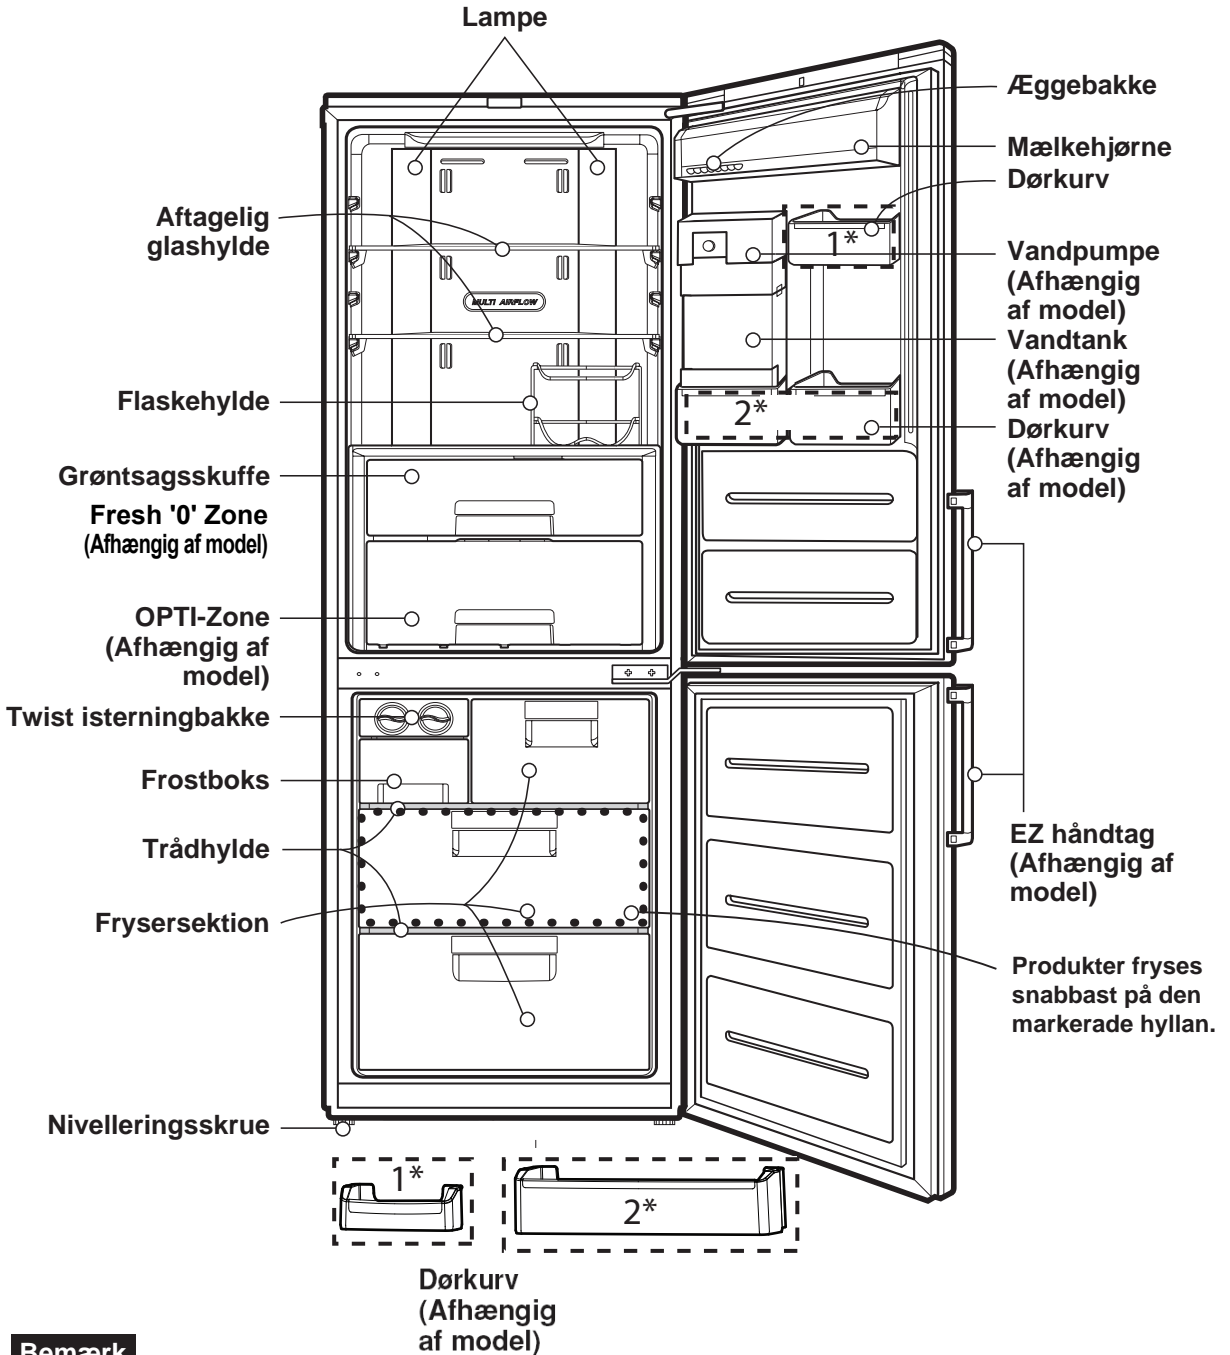 Lampe
Æggebakke
Mælkehjørne
Dørkurv
1*
Aftagelig
glashylde
Vandpumpe
(Afhængig
af model)
MULTI AIRFLOW
Vandtank
(Afhængig
af model)
Flaskehylde
2*
Dørkurv
(Afhængig
af model)
Grøntsagsskuffe
Fresh '0' Zone
(Afhængig af model)
OPTI-Zone
(Afhængig af
model)
Twist isterningbakke
Frostboks
Trådhylde
EZ håndtag
(Afhængig af
model)
Frysersektion
Produkter fryses
snabbast på den
markerade hyllan.
Nivelleringsskrue
1*
2*
Dørkurv
(Afhængig
af model)
Bemærk